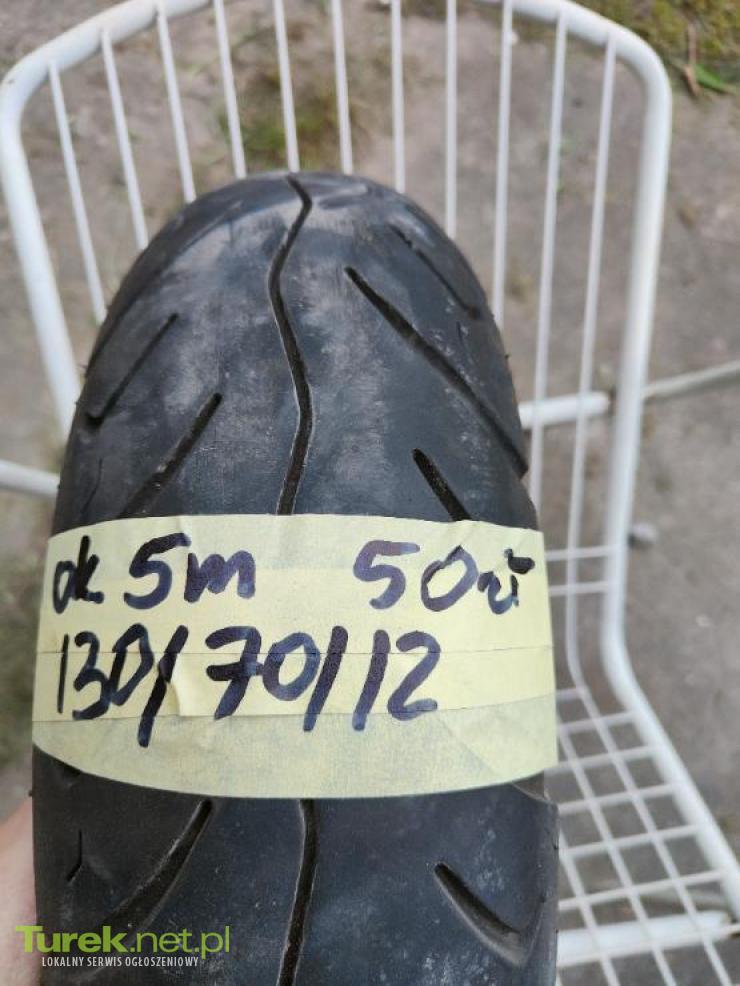 ok 5m 50zł
130/70/12
Turek.net.pl
LOKALNY SERWIS OGŁOSZENIOWY